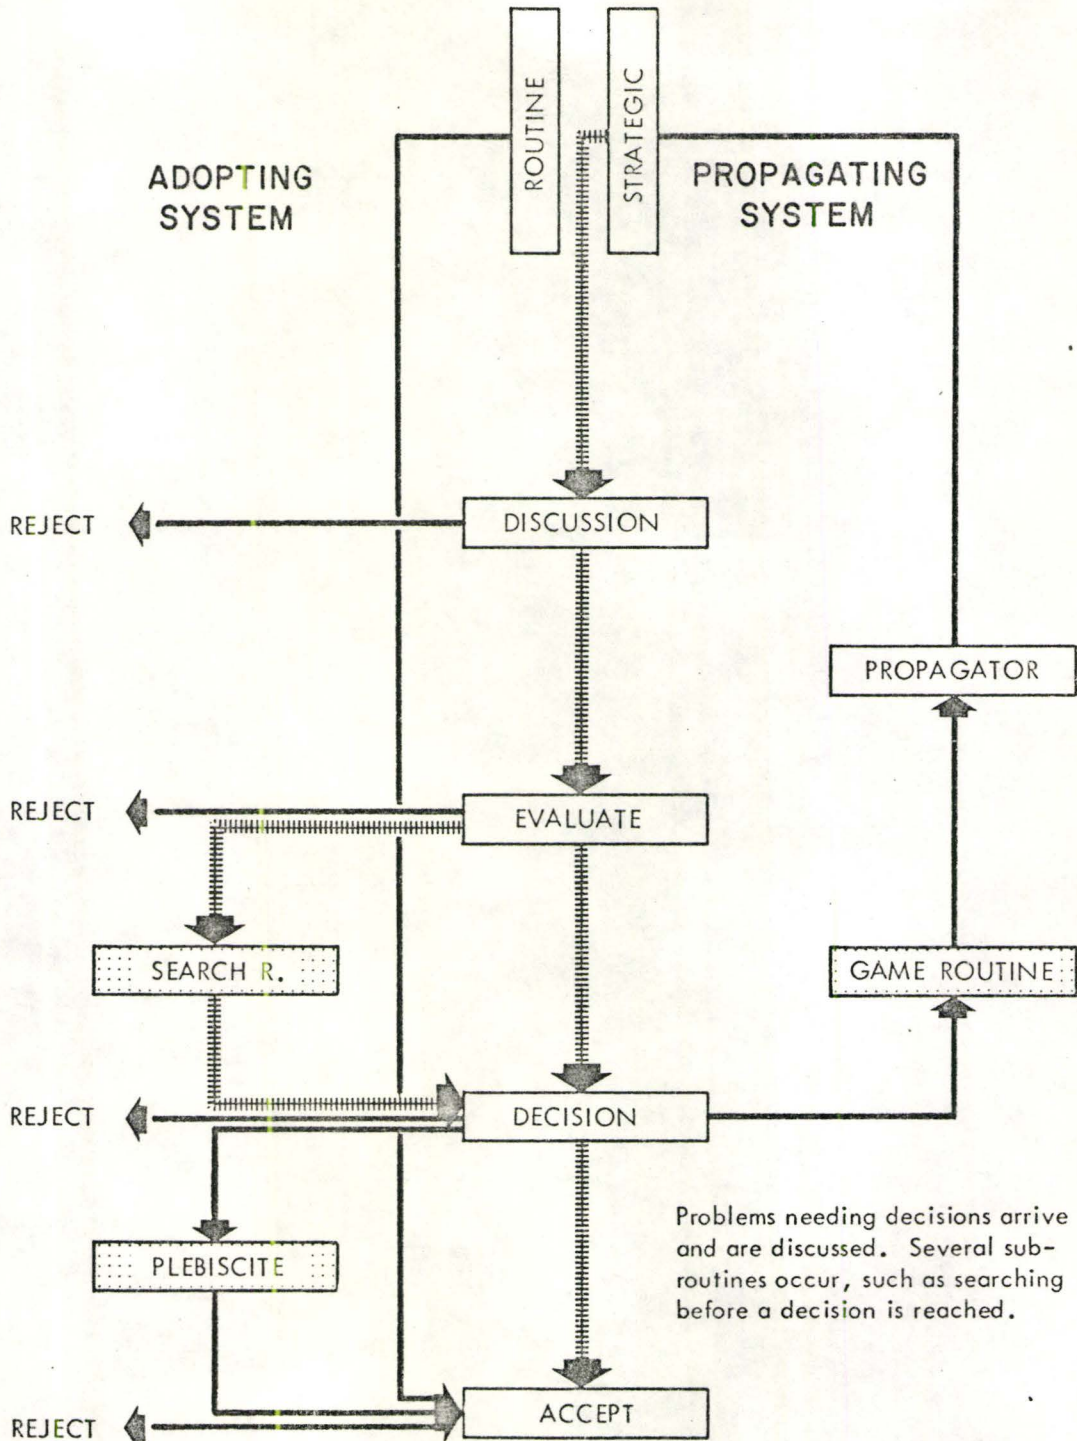 ROUTINE
STRATEGIC
ADOPTING
SYSTEM
PROPAGATING
SYSTEM
DISCUSSION
REJECT
PROPAGATOR
REJECT
EVALUATE
SEARCH R.
GAME ROUTINE
REJECT
DECISION
Problems needing decisions arrive
and are discussed. Several sub-
routines occur, such as searching
before a decision is reached.
PLEBISCITE
ACCEPT
REJECT